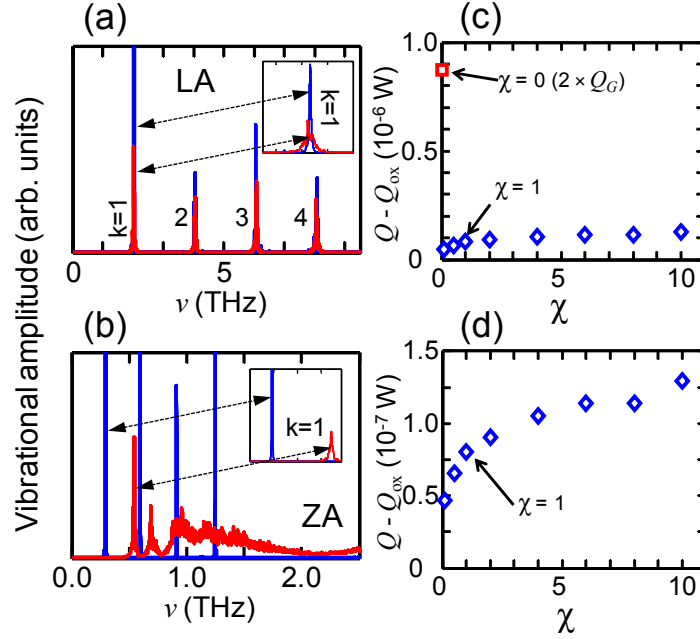 (a)
LA
k=1
2
3
4
k=1
0
5
ν (THz)
Vibrational amplitude (arb. units)
(b)
k=1
ZA
0.0
1.0
2.0
ν (THz)
(c)
1.0
0.5
0
Q - Q_ox (10^-6 W)
χ = 0 (2 × Q_G)
χ = 1
0 2 4 6 8 10
χ
(d)
1.5
1.0
0.5
0
Q - Q_ox (10^-7 W)
χ = 1
0 2 4 6 8 10
χ